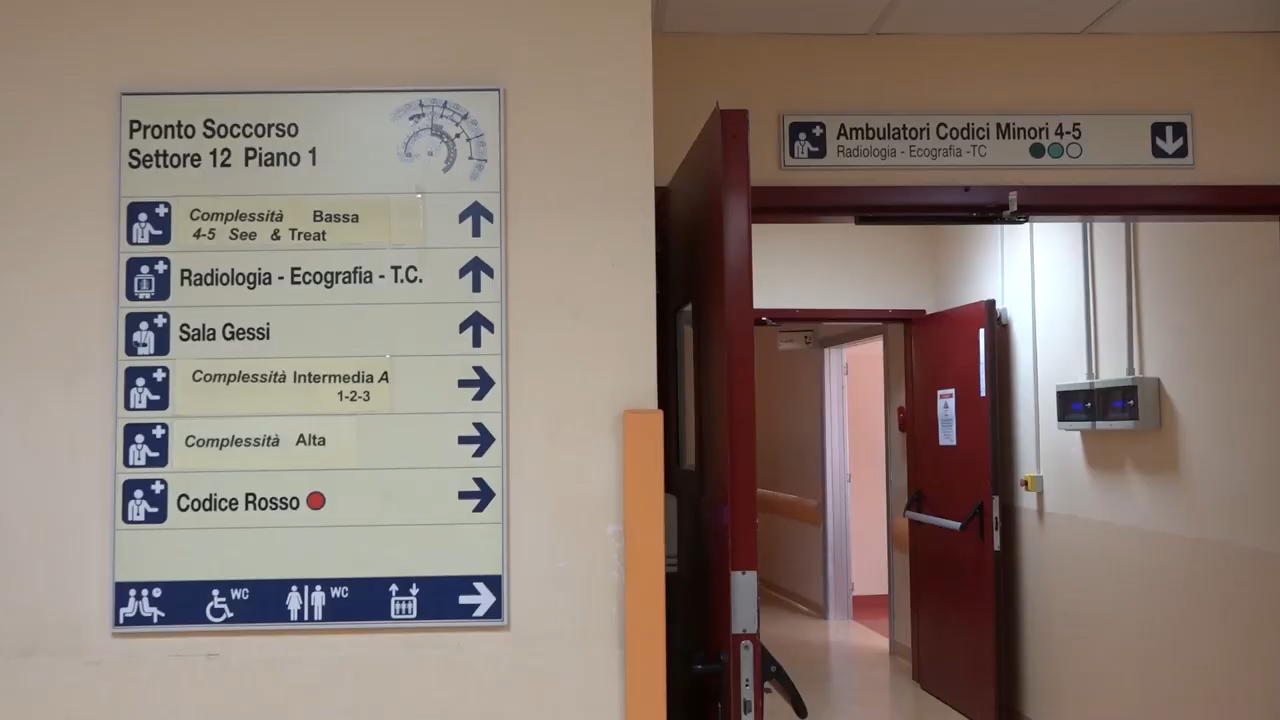 Pronto Soccorso
Settore 12 Piano 1
Complessità Bassa
4-5 See & Treat
Radiologia - Ecografia - T.C.
Sala Gessi
Complessità Intermedia A
1-2-3
Complessità Alta
Codice Rosso
WC
WC
Ambulatori Codici Minori 4-5
Radiologia - Ecografia -TC